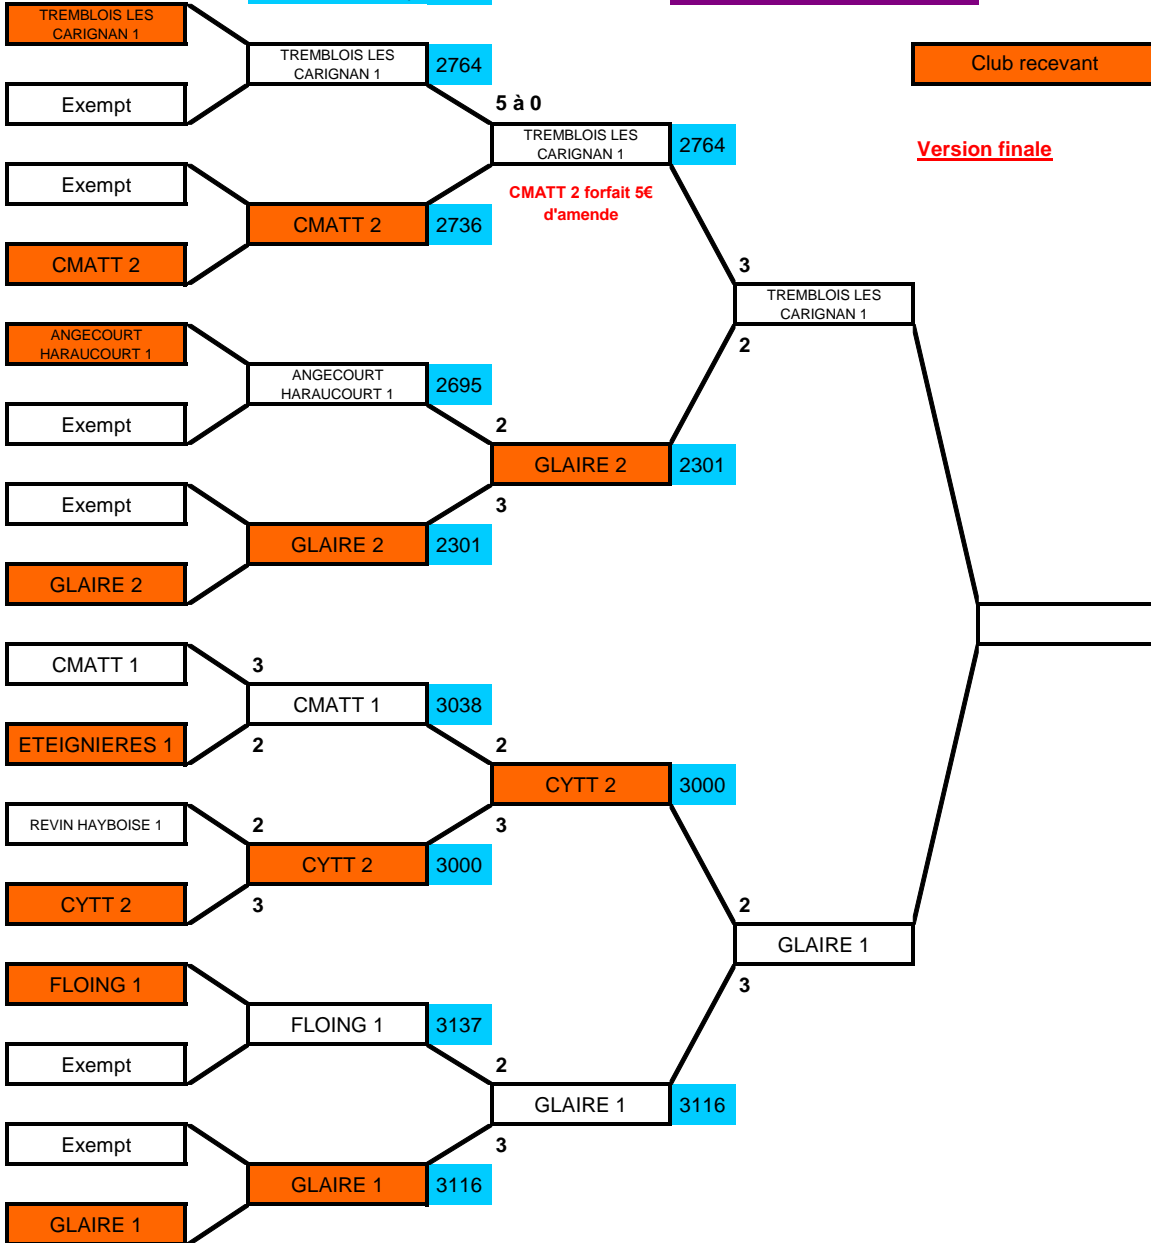 TREMBLOIS LES
CARIGNAN 1
TREMBLOIS LES
CARIGNAN 1
2764
Club recevant
Exempt
5 à 0
TREMBLOIS LES
CARIGNAN 1
2764
Version finale
Exempt
CMATT 2 forfait 5€
d'amende
CMATT 2
2736
CMATT 2
3
TREMBLOIS LES
CARIGNAN 1
ANGECOURT
HARAUCOURT 1
2
ANGECOURT
HARAUCOURT 1
2695
Exempt
2
GLAIRE 2
2301
Exempt
3
GLAIRE 2
2301
GLAIRE 2
CMATT 1
3
CMATT 1
3038
ETEIGNIERES 1
2
2
CYTT 2
3000
REVIN HAYBOISE 1
2
3
CYTT 2
3000
CYTT 2
3
2
GLAIRE 1
FLOING 1
3
FLOING 1
3137
Exempt
2
GLAIRE 1
3116
Exempt
3
GLAIRE 1
3116
GLAIRE 1